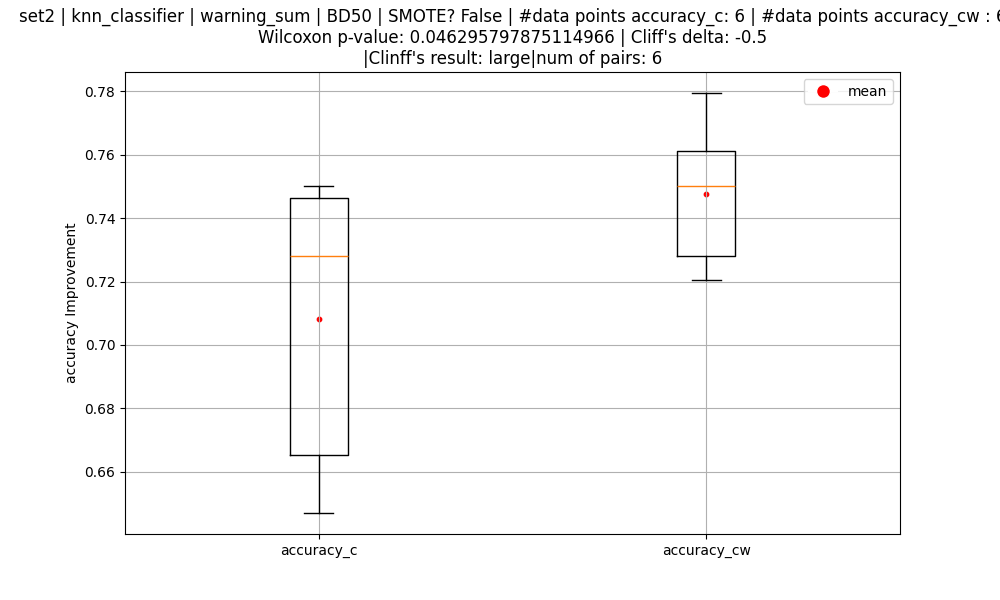 set2 | knn_classifier | warning_sum | BD50 | SMOTE? False | #data points accuracy_c: 6 | #data points accuracy_cw : 6
Wilcoxon p-value: 0.046295797875114966 | Cliff's delta: -0.5
|Clinff's result: large|num of pairs: 6
mean
0.78
0.76
0.74
0.72
0.70
0.68
0.66
accuracy Improvement
accuracy_c
accuracy_cw